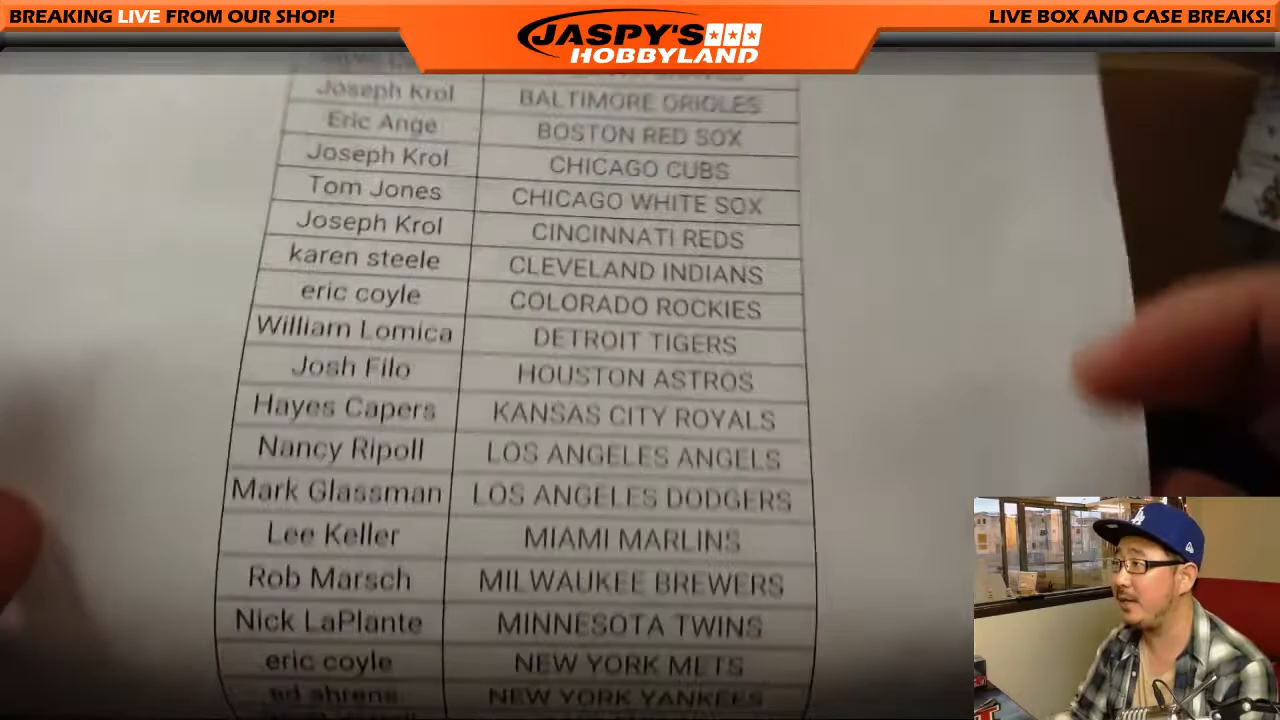 BREAKING LIVE FROM OUR SHOP!
JASPY'S
HOBBYLAND
LIVE BOX AND CASE BREAKS!
Joseph Krol BALTIMORE ORIOLES
Eric Ange BOSTON RED SOX
Joseph Krol CHICAGO CUBS
Tom Jones CHICAGO WHITE SOX
Joseph Krol CINCINNATI REDS
karen steele CLEVELAND INDIANS
eric coyle COLORADO ROCKIES
William Lomica DETROIT TIGERS
Josh Filo HOUSTON ASTROS
Hayes Capers KANSAS CITY ROYALS
Nancy Ripoll LOS ANGELES ANGELS
Mark Glassman LOS ANGELES DODGERS
Lee Keller MIAMI MARLINS
Rob Marsch MILWAUKEE BREWERS
Nick LaPlante MINNESOTA TWINS
eric coyle NEW YORK METS
ed ahrens NEW YORK YANKEES
LA